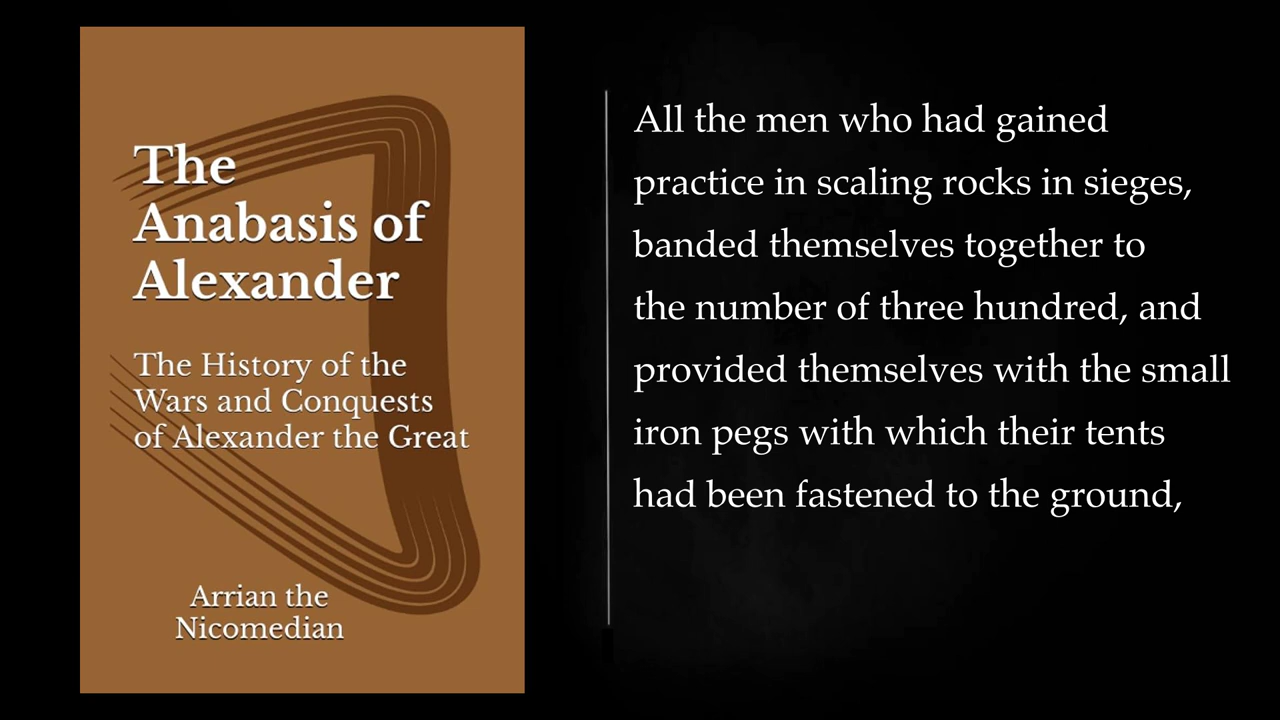 The
Anabasis of
Alexander
The History of the
Wars and Conquests
of Alexander the Great
Arrian the
Nicomedian
All the men who had gained
practice in scaling rocks in sieges,
banded themselves together to
the number of three hundred, and
provided themselves with the small
iron pegs with which their tents
had been fastened to the ground,